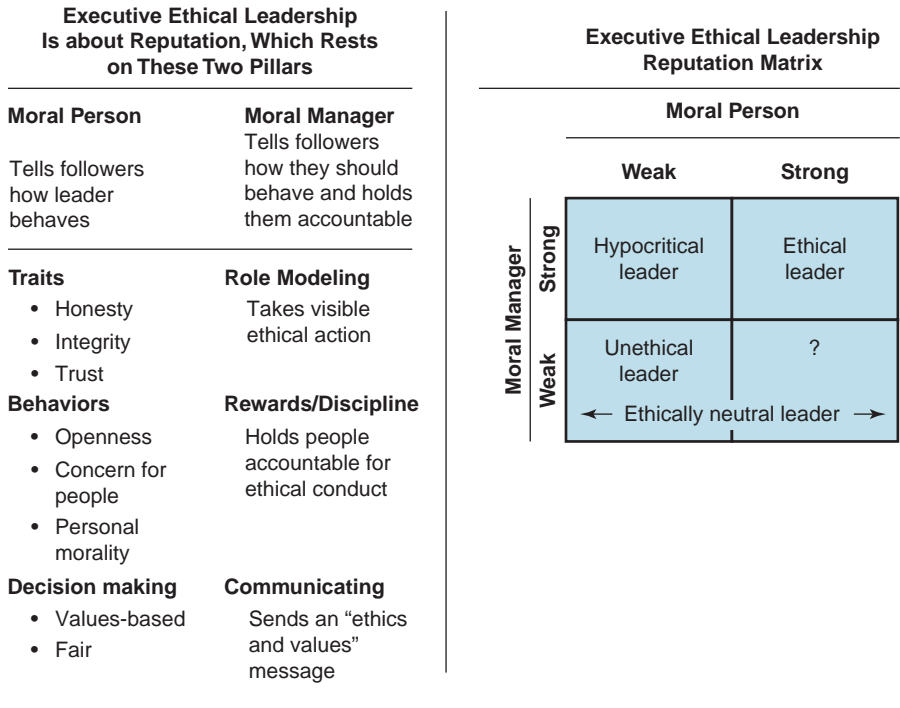 Executive Ethical Leadership
Is about Reputation, Which Rests
on These Two Pillars
Moral Person
Tells followers
how leader
behaves
Moral Manager
Tells followers
how they should
behave and holds
them accountable
Traits
• Honesty
• Integrity
• Trust
Role Modeling
Takes visible
ethical action
Behaviors
• Openness
• Concern for
people
• Personal
morality
Rewards/Discipline
Holds people
accountable for
ethical conduct
Decision making
• Values-based
• Fair
Communicating
Sends an “ethics
and values”
message
Executive Ethical Leadership
Reputation Matrix
Moral Person
Weak
Strong
Moral Manager
Strong
Hypocritical
leader
Ethical
leader
Weak
Unethical
leader
?
Ethically neutral leader